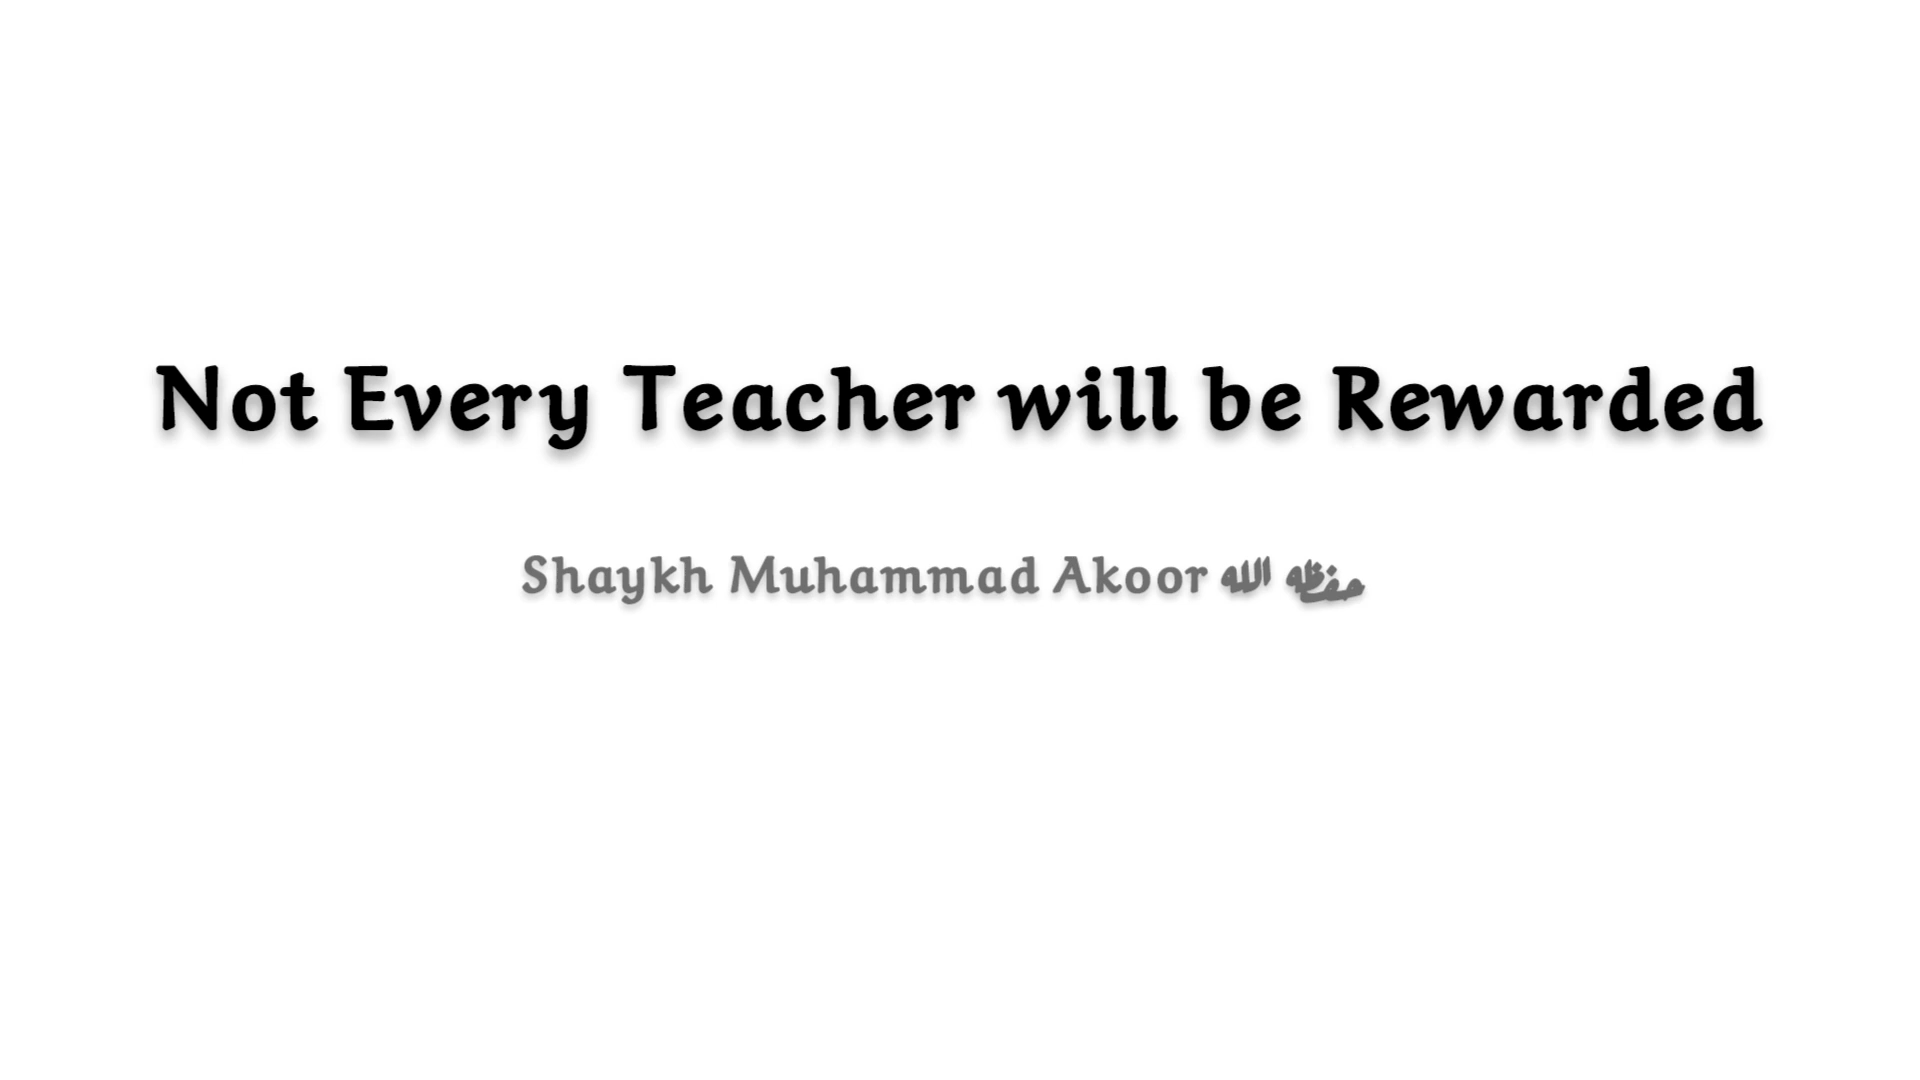 Not Every Teacher will be Rewarded
Shaykh Muhammad Akoor حفظه الله